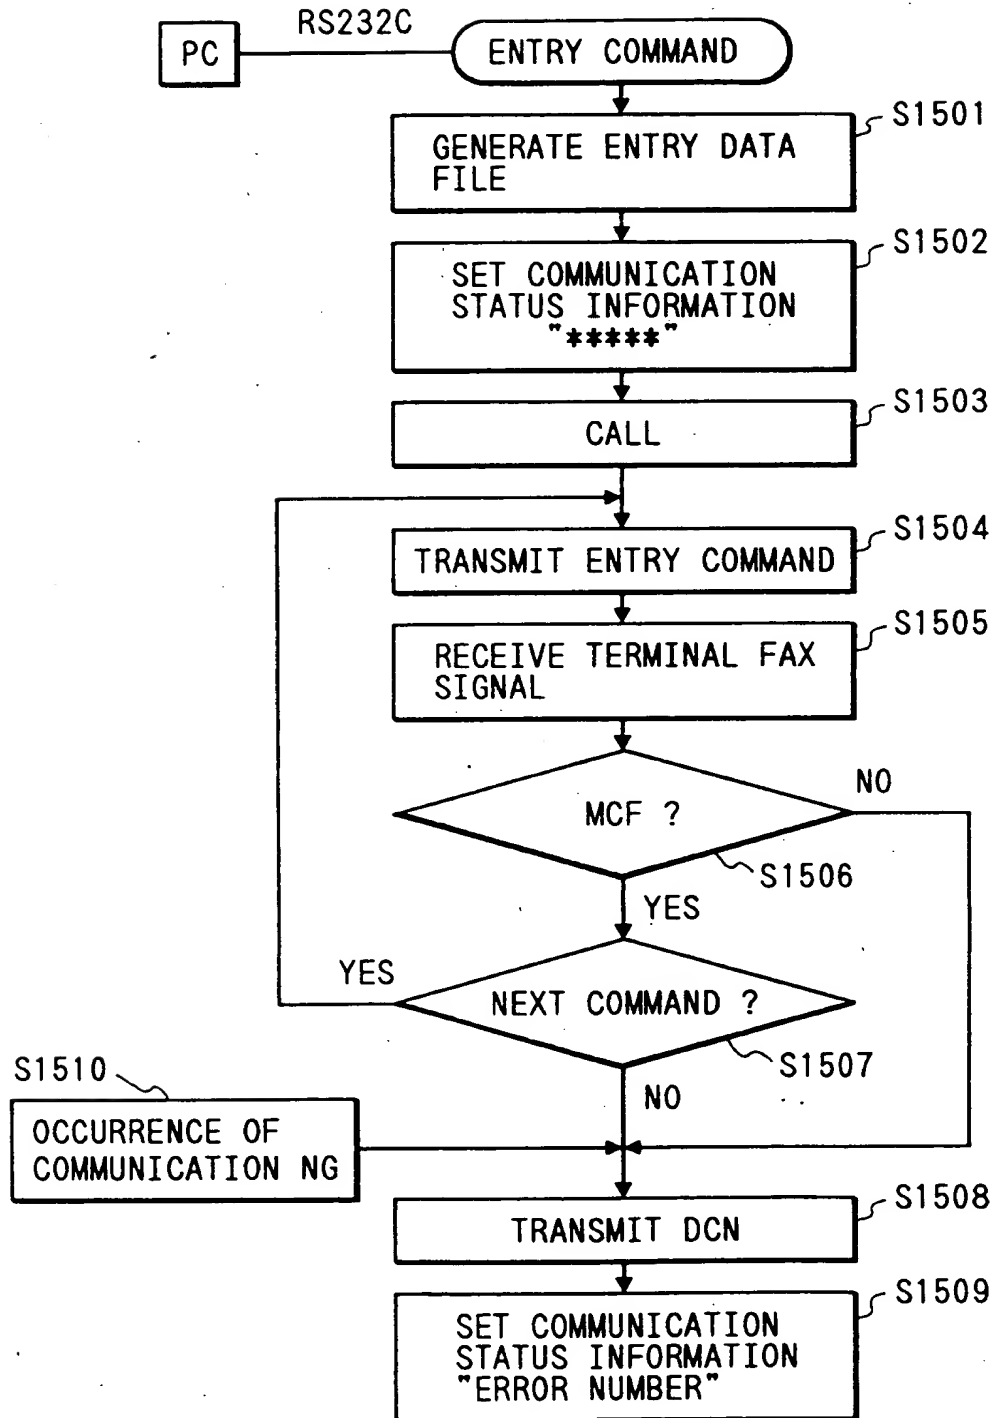 RS232C
PC
ENTRY COMMAND
S1501
GENERATE ENTRY DATA
FILE
S1502
SET COMMUNICATION
STATUS INFORMATION
"*****"
S1503
CALL
S1504
TRANSMIT ENTRY COMMAND
S1505
RECEIVE TERMINAL FAX
SIGNAL
NO
MCF ?
S1506
YES
YES
NEXT COMMAND ?
S1507
S1510
NO
OCCURRENCE OF
COMMUNICATION NG
S1508
TRANSMIT DCN
S1509
SET COMMUNICATION
STATUS INFORMATION
"ERROR NUMBER"